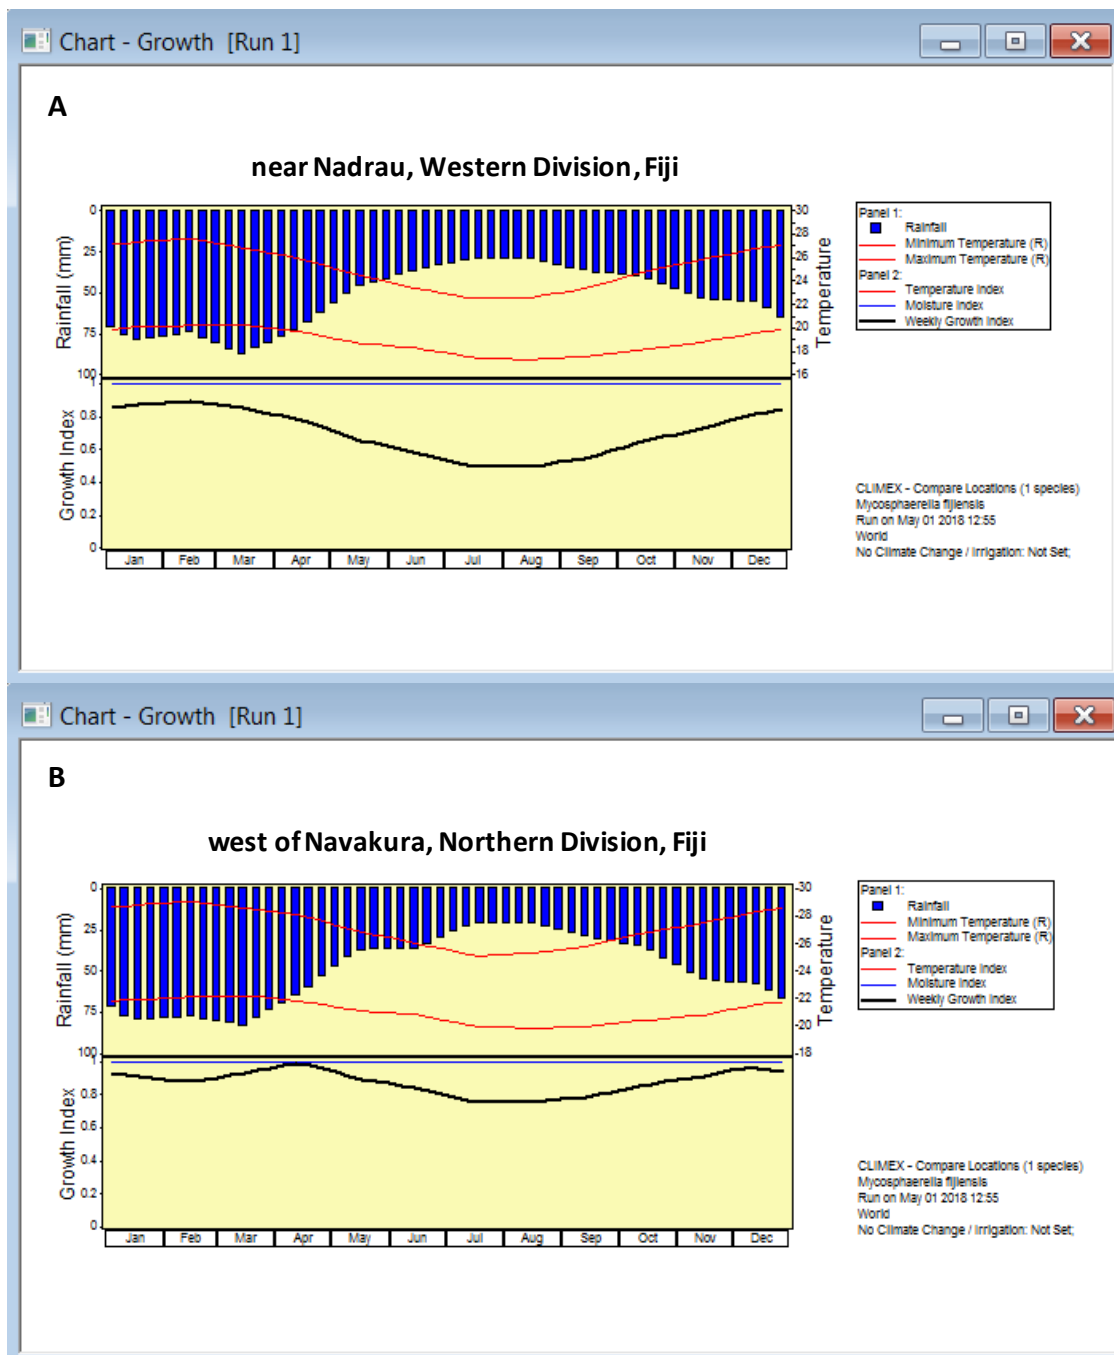 Chart - Growth [Run 1]
A
near Nadrau, Western Division, Fiji
Rainfall (mm)
0
25
50
75
100
30
28
26
24
22
20
18
16
Temperature
Growth Index
1
0.8
0.6
0.4
0.2
0
Jan Feb Mar Apr May Jun Jul Aug Sep Oct Nov Dec
Panel 1:
Rainfall
Minimum Temperature (R)
Maximum Temperature (R)
Panel 2:
Temperature Index
Moisture Index
Weekly Growth Index
CLIMEX - Compare Locations (1 species)
Mycosphaerella fijiensis
Run on May 01 2018 12:55
World
No Climate Change / Irrigation: Not Set;
Chart - Growth [Run 1]
B
west of Navakura, Northern Division, Fiji
Rainfall (mm)
0
25
50
75
100
30
28
26
24
22
20
18
Temperature
Growth Index
1
0.8
0.6
0.4
0.2
0
Jan Feb Mar Apr May Jun Jul Aug Sep Oct Nov Dec
Panel 1:
Rainfall
Minimum Temperature (R)
Maximum Temperature (R)
Panel 2:
Temperature Index
Moisture Index
Weekly Growth Index
CLIMEX - Compare Locations (1 species)
Mycosphaerella fijiensis
Run on May 01 2018 12:55
World
No Climate Change / Irrigation: Not Set;